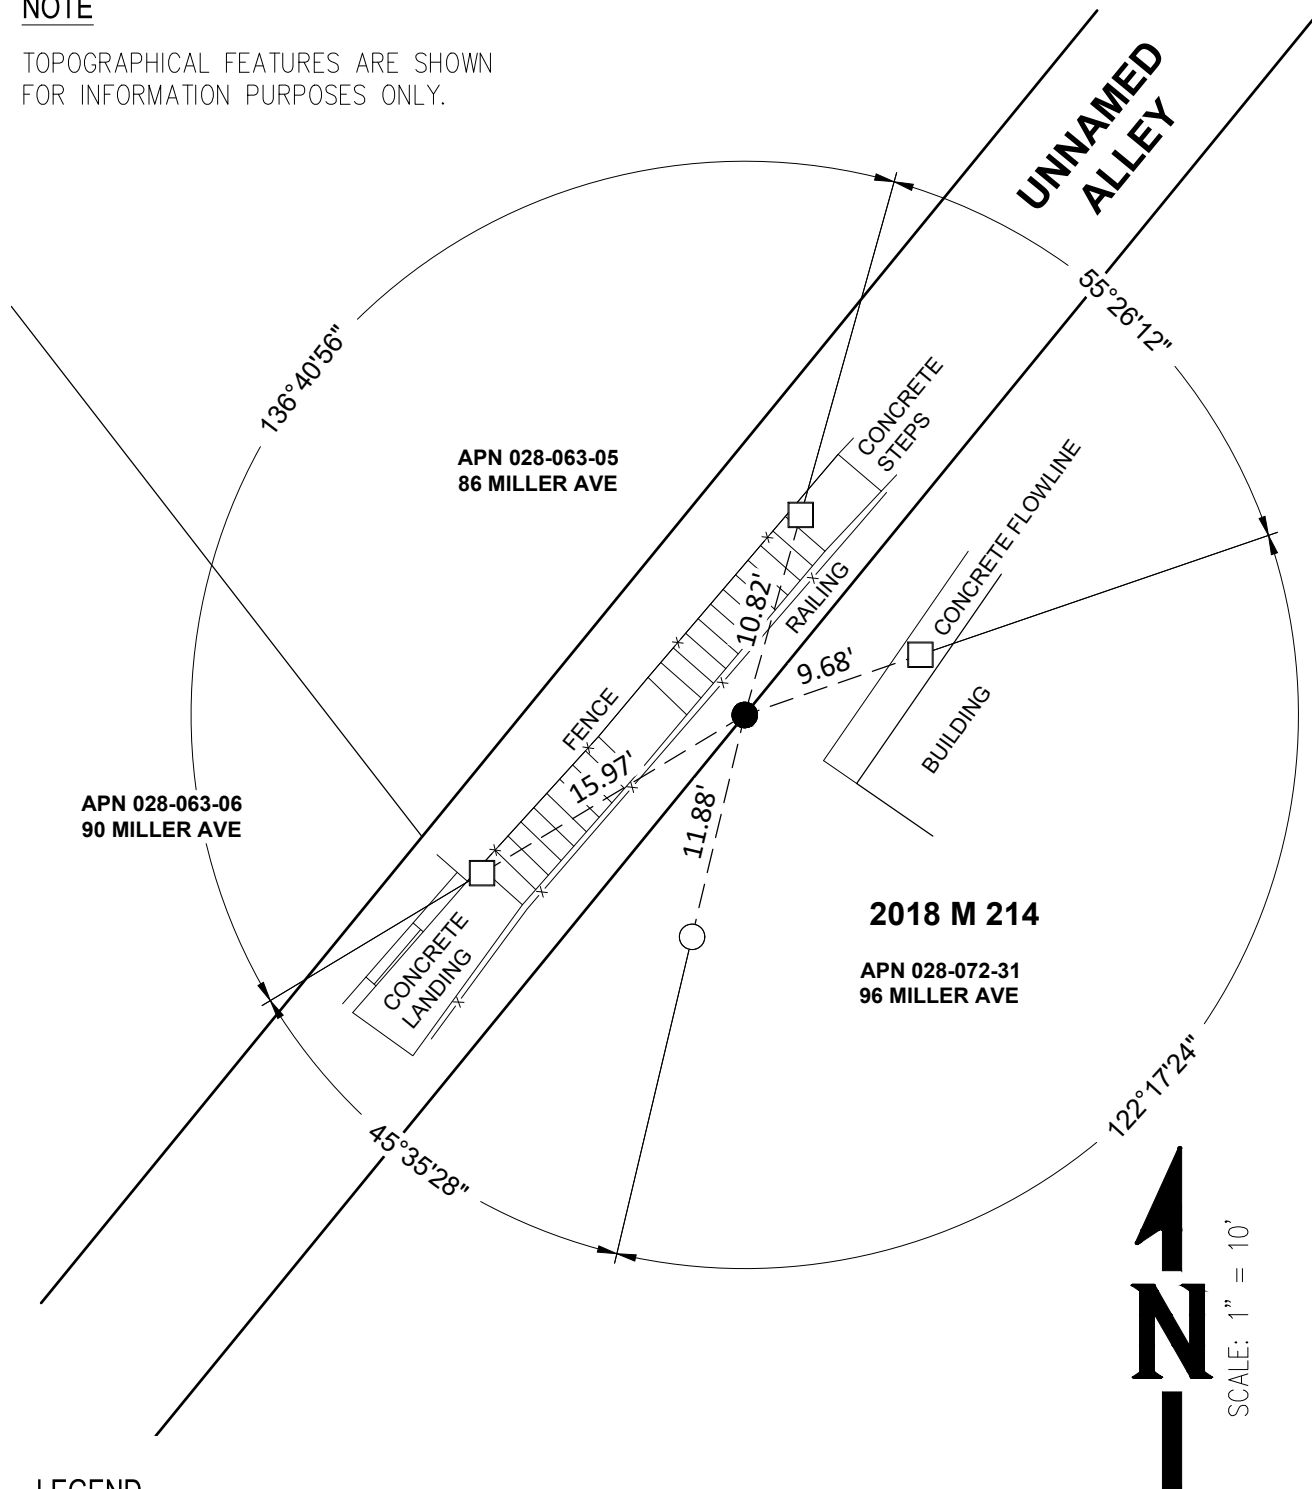 NOTE
TOPOGRAPHICAL FEATURES ARE SHOWN
FOR INFORMATION PURPOSES ONLY.
UNNAMED
ALLEY
55°26'12"
136°40'56"
CONCRETE
STEPS
APN 028-063-05
86 MILLER AVE
CONCRETE FLOWLINE
10.82'
RAILING
9.68'
FENCE
BUILDING
15.97'
11.88'
APN 028-063-06
90 MILLER AVE
CONCRETE
LANDING
2018 M 214
APN 028-072-31
96 MILLER AVE
122°17'24"
45°35'28"
N
SCALE: 1" = 10'
LEGEND